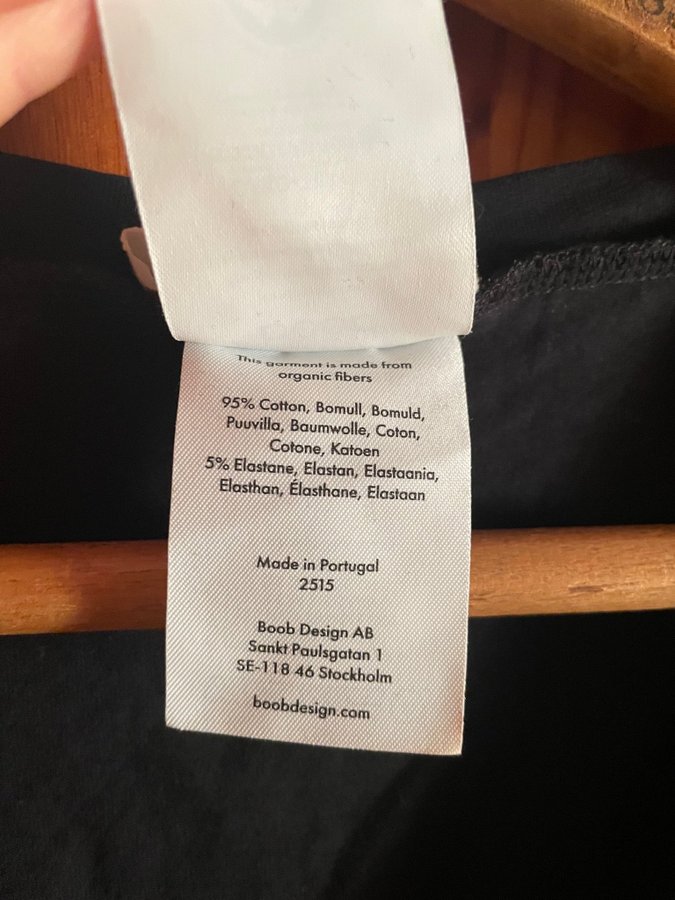 This garment is made from
organic fibers
95% Cotton, Bomull, Bomuld,
Puuvilla, Baumwolle, Coton,
Cotone, Katoen
5% Elastane, Elastan, Elastaania,
Elasthan, Élasthane, Elastaan
Made in Portugal
2515
Boob Design AB
Sankt Paulsgatan 1
SE-118 46 Stockholm
boobdesign.com